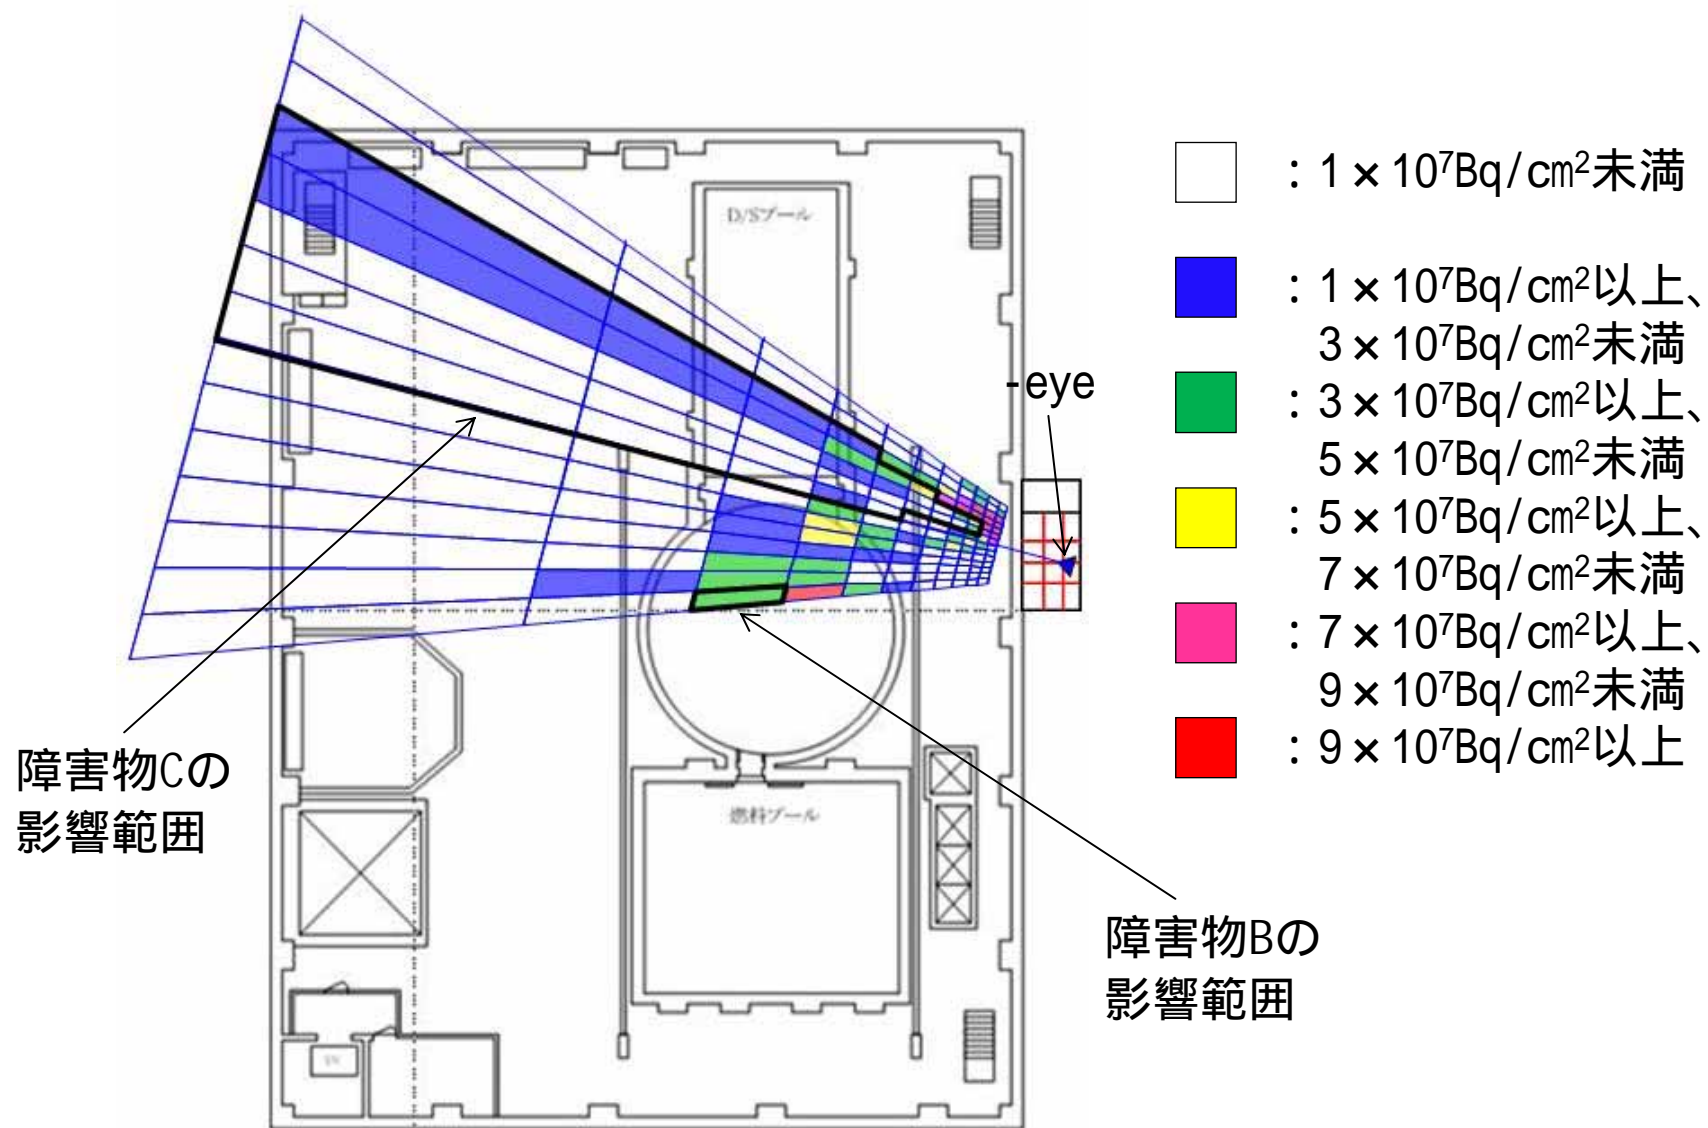 D/Sプール
-eye
燃料プール
障害物Cの
影響範囲
障害物Bの
影響範囲
：1×10⁷Bq/cm²未満
：1×10⁷Bq/cm²以上、
3×10⁷Bq/cm²未満
：3×10⁷Bq/cm²以上、
5×10⁷Bq/cm²未満
：5×10⁷Bq/cm²以上、
7×10⁷Bq/cm²未満
：7×10⁷Bq/cm²以上、
9×10⁷Bq/cm²未満
：9×10⁷Bq/cm²以上